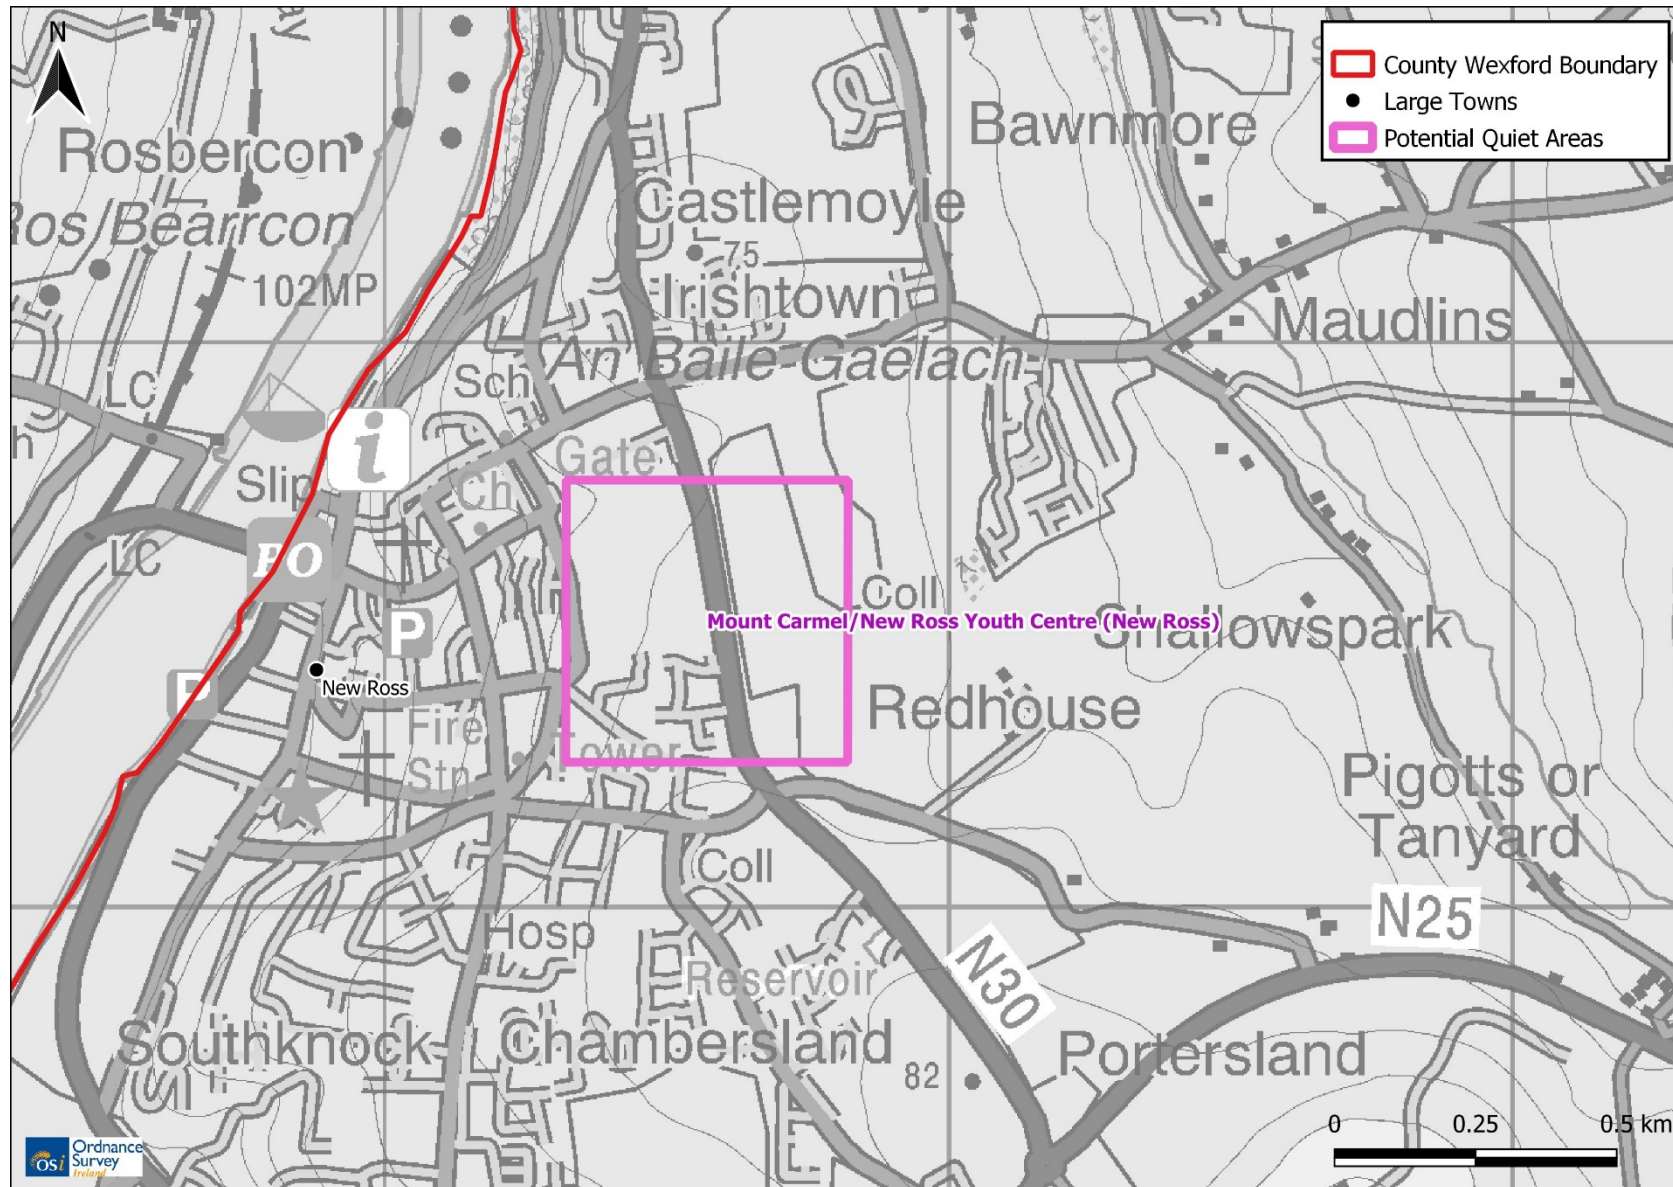 N
County Wexford Boundary
Large Towns
Potential Quiet Areas
Bawnmore
Rosbercon
Castlemoyle
Ros Bearrcon
75
102MP
Irishtown
Maudlins
An Baile Gaelach
LC
Sch
i
Gate
Slip
Ch
PO
LC
Coll
P
Mount Carmel/New Ross Youth Centre (New Ross)
Shallowspark
P
New Ross
Redhouse
Fire
Stn
Tower
Pigotts or
Tanyard
Coll
N25
Hosp
Reservoir
N30
Southknock
Chambersland
Portersland
82
0 0.25 0.5 km
Ordnance
Survey
Ireland
osi